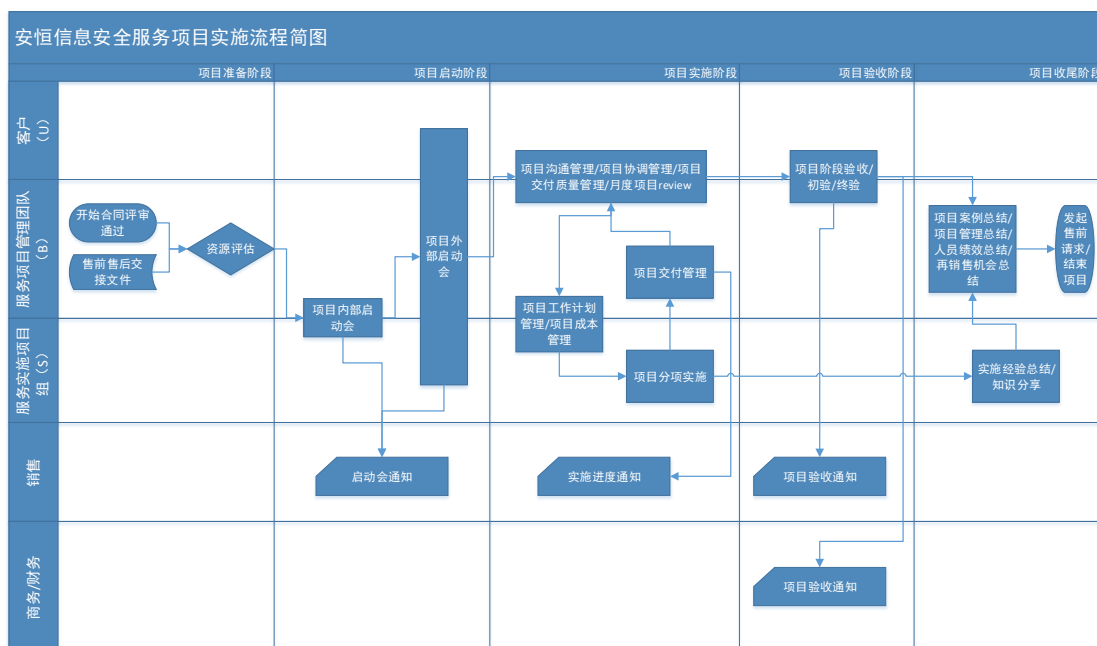 安恒信息安全服务项目实施流程简图
项目准备阶段
项目启动阶段
项目实施阶段
项目验收阶段
项目收尾阶段
客户
（U）
服务项目管理团队
（B）
服务实施项目
组（S）
销售
商务/财务
开始合同评审
通过
售前售后交
接文件
资源评估
项目内部启
动会
项目外
部启动
会
启动会通知
项目沟通管理/项目协调管理/项目
交付质量管理/月度项目review
项目交付管理
项目工作计划
管理/项目成本
管理
项目分项实施
实施进度通知
项目阶段验收/
初验/终验
项目验收通知
项目验收通知
项目案例总结/
项目管理总结/
人员绩效总结/
再销售机会总
结
发起
售前
请求/
结束
项目
实施经验总结/
知识分享